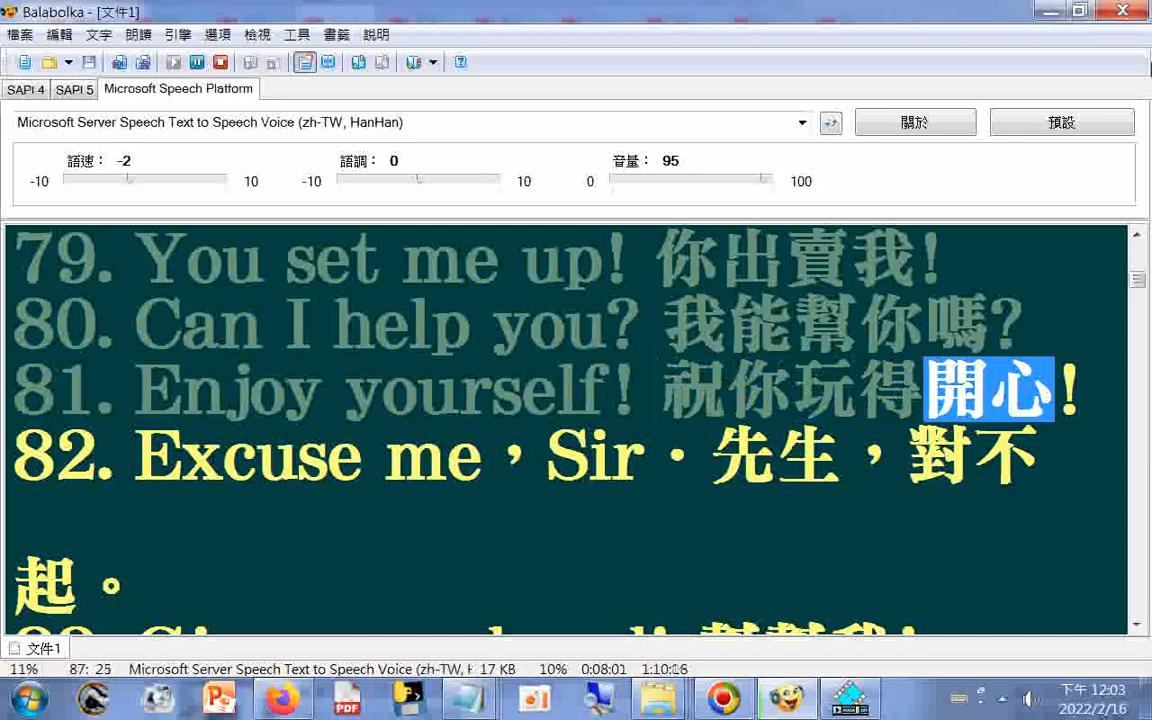 Balabolka - [文件1]
檔案 編輯 文字 朗讀 引擎 選項 檢視 工具 書籤 說明
SAPI 4 SAPI 5 Microsoft Speech Platform
Microsoft Server Speech Text to Speech Voice (zh-TW, HanHan) 關於 預設
語速： -2 語調： 0 音量： 95
-10 10 -10 10 0 100
79. You set me up! 你出賣我!
80. Can I help you? 我能幫你嗎?
81. Enjoy yourself! 祝你玩得開心!
82. Excuse me，Sir．先生，對不
起。
文件1
11% 87: 25 Microsoft Server Speech Text to Speech Voice (zh-TW, H 17 KB 10% 0:08:01 1:10:06
PDF
下午 12:03
2022/2/16